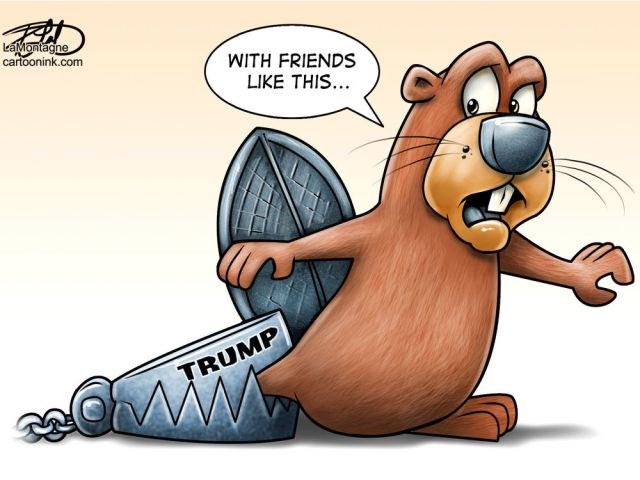 LaMontagne
cartoonink.com
WITH FRIENDS
LIKE THIS...
TRUMP